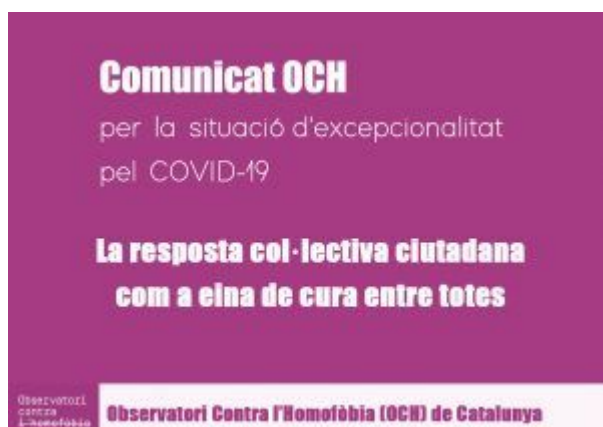 Comunicat OCH
per la situació d'excepcionalitat
pel COVID-19
La resposta col·lectiva ciutadana
com a eina de cura entre totes
Observatori
contra
l'homofòbia
Observatori Contra l'Homofòbia (OCH) de Catalunya